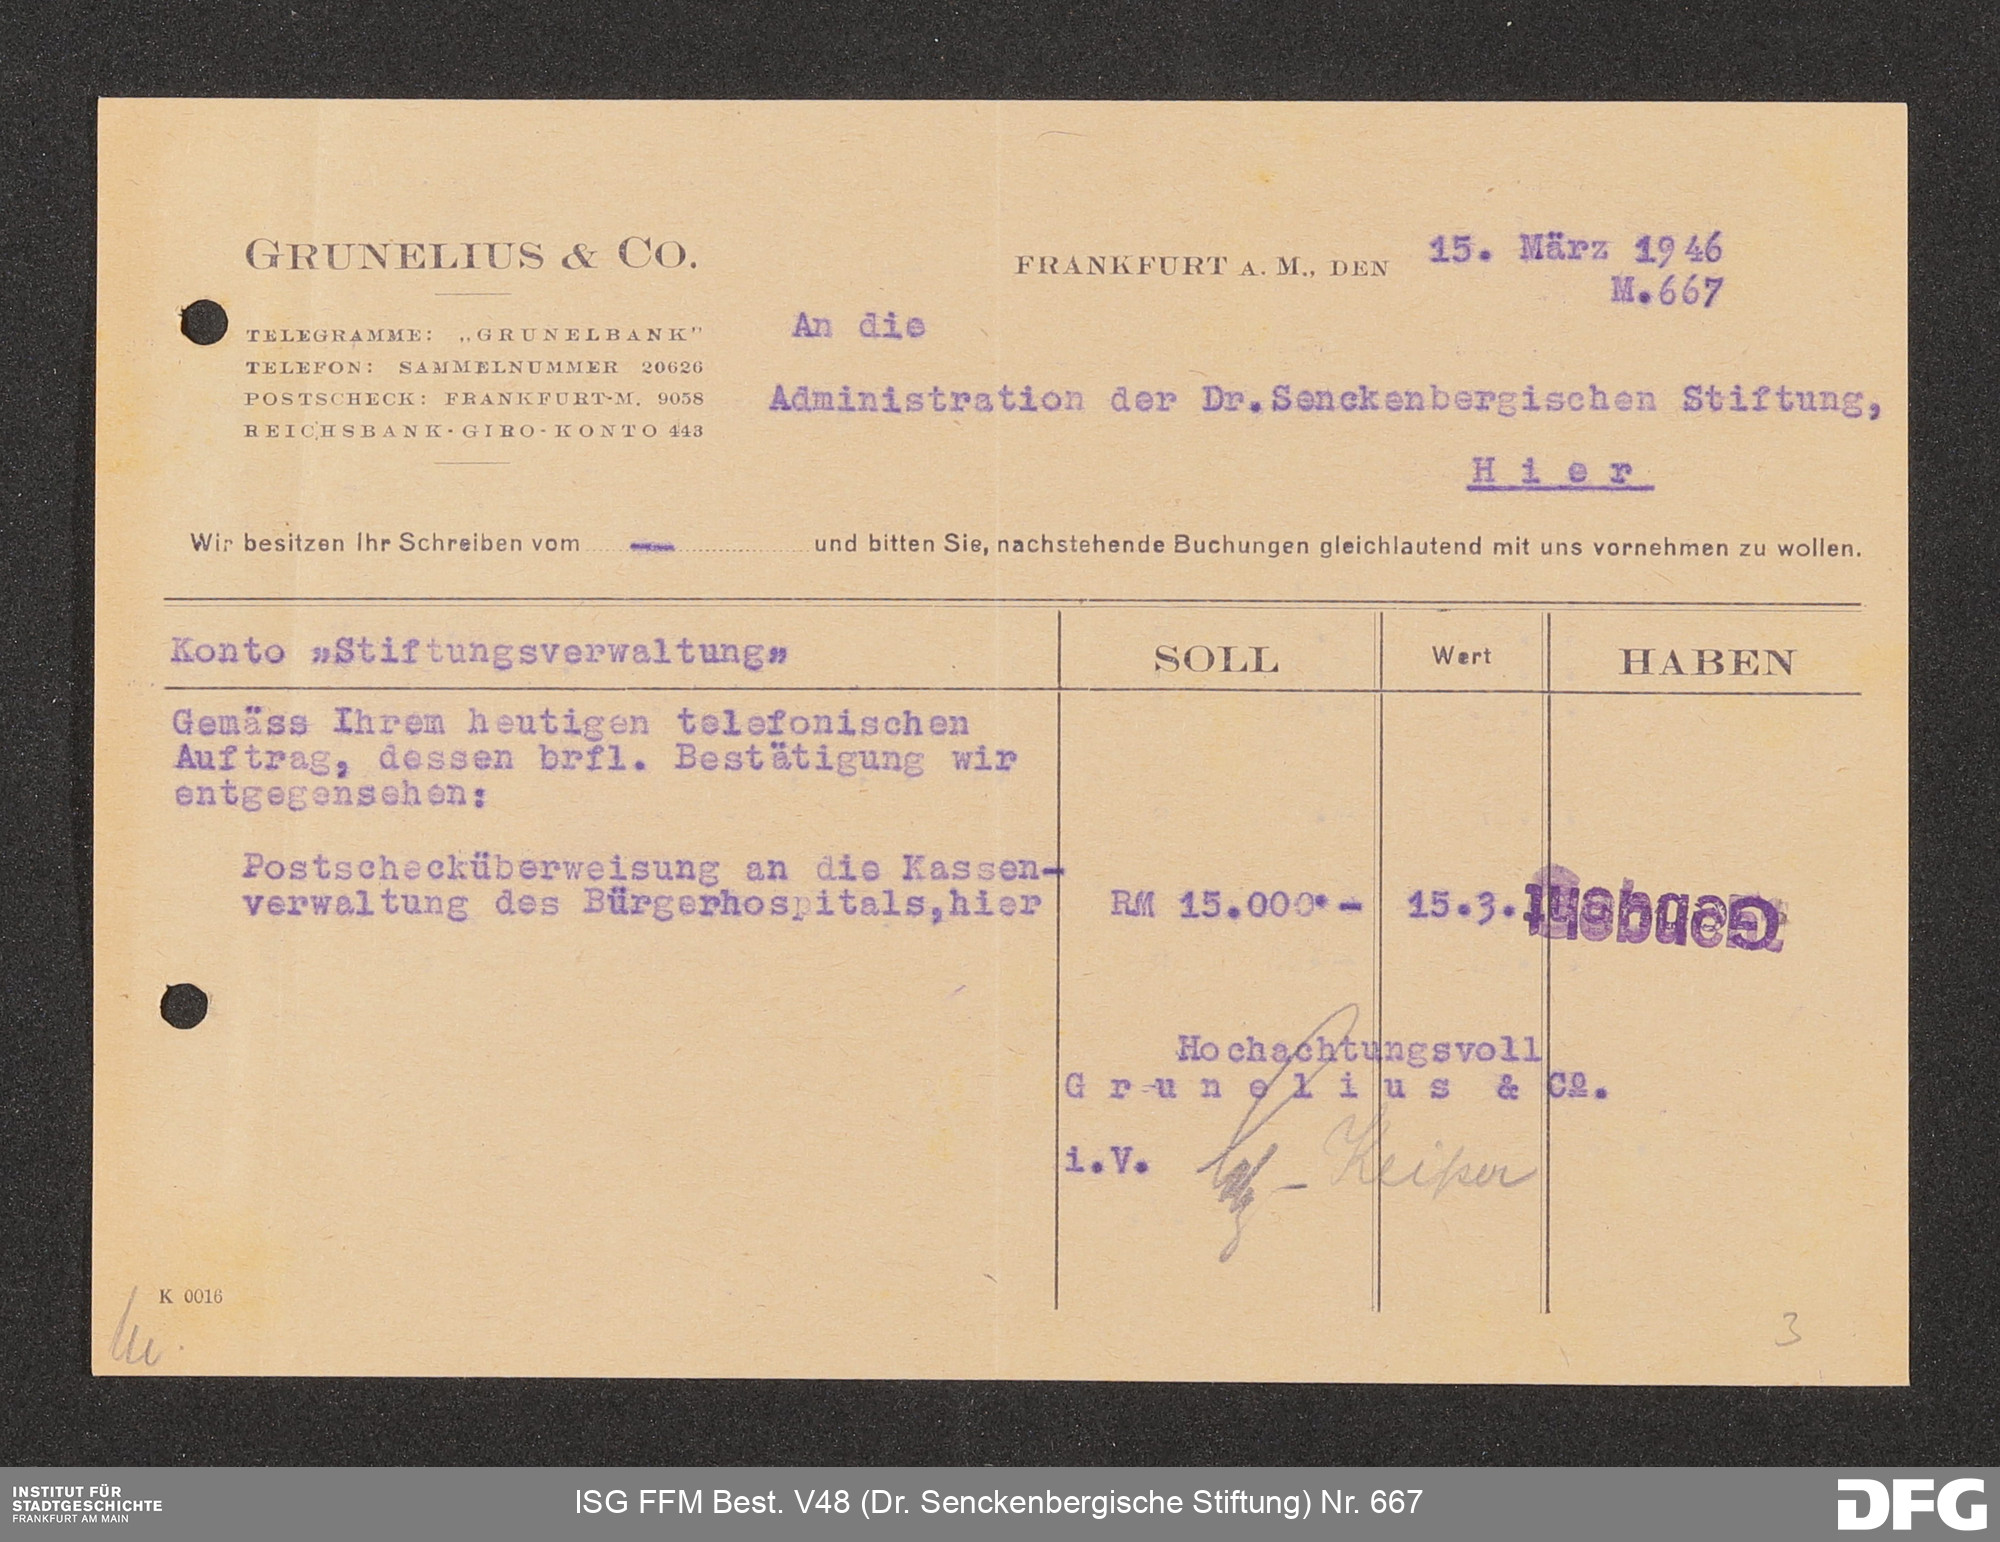 GRUNELIUS & CO.
TELEGRAMME: „GRUNELBANK"
TELEFON: SAMMELNUMMER 20626
POSTSCHECK: FRANKFURT-M. 9058
REICHSBANK-GIRO-KONTO 443
FRANKFURT A. M., DEN 15. März 1946
M.667
An die
Administration der Dr.Senckenbergischen Stiftung,
Hier
Wir besitzen Ihr Schreiben vom — und bitten Sie, nachstehende Buchungen gleichlautend mit uns vornehmen zu wollen.
Konto "Stiftungsverwaltung" SOLL Wert HABEN
Gemäss Ihrem heutigen telefonischen
Auftrag, dessen brfl. Bestätigung wir
entgegensehen:
Postschecküberweisung an die Kassen-
verwaltung des Bürgerhospitals,hier RM 15.000.- 15.3. Gebucht
Hochachtungsvoll
Grunelius & Co.
i.V.
K 0016
3
INSTITUT FÜR
STADTGESCHICHTE
FRANKFURT AM MAIN
ISG FFM Best. V48 (Dr. Senckenbergische Stiftung) Nr. 667
DFG